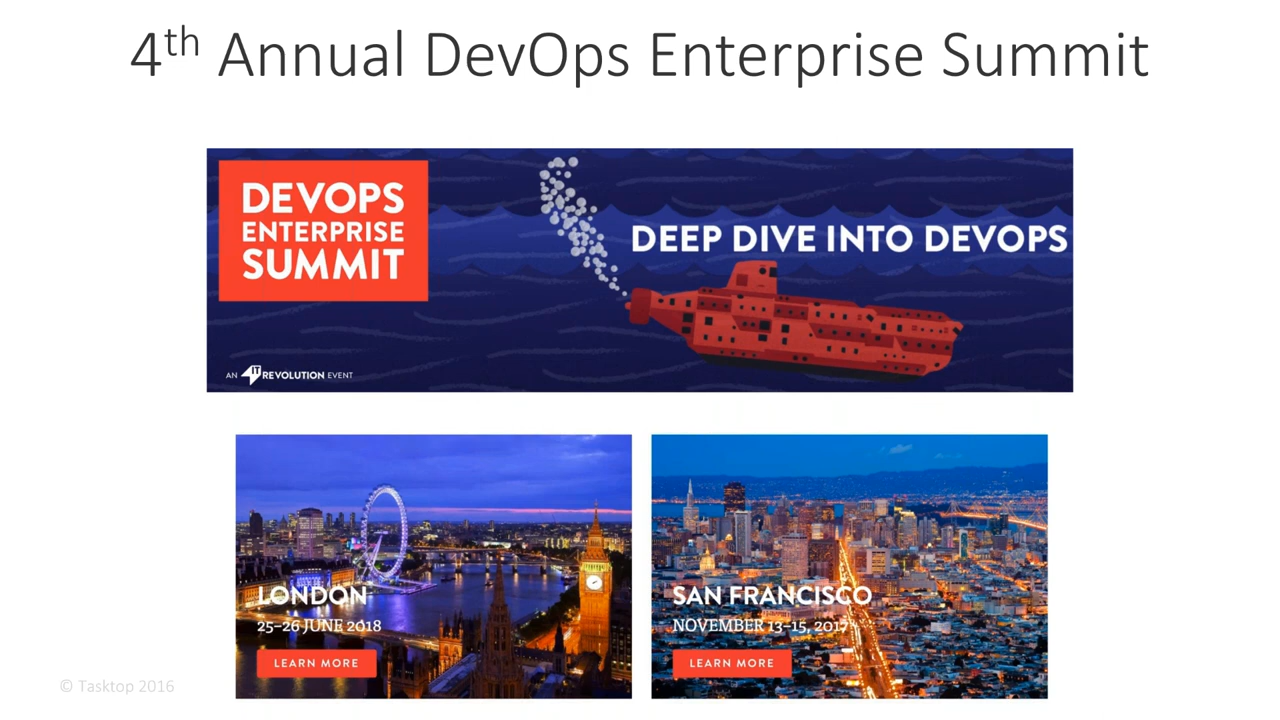 4th Annual DevOps Enterprise Summit
DEVOPS
ENTERPRISE
SUMMIT
DEEP DIVE INTO DEVOPS
AN IT REVOLUTION EVENT
LONDON
25–26 JUNE 2018
LEARN MORE
SAN FRANCISCO
NOVEMBER 13–15, 2017
LEARN MORE
© Tasktop 2016